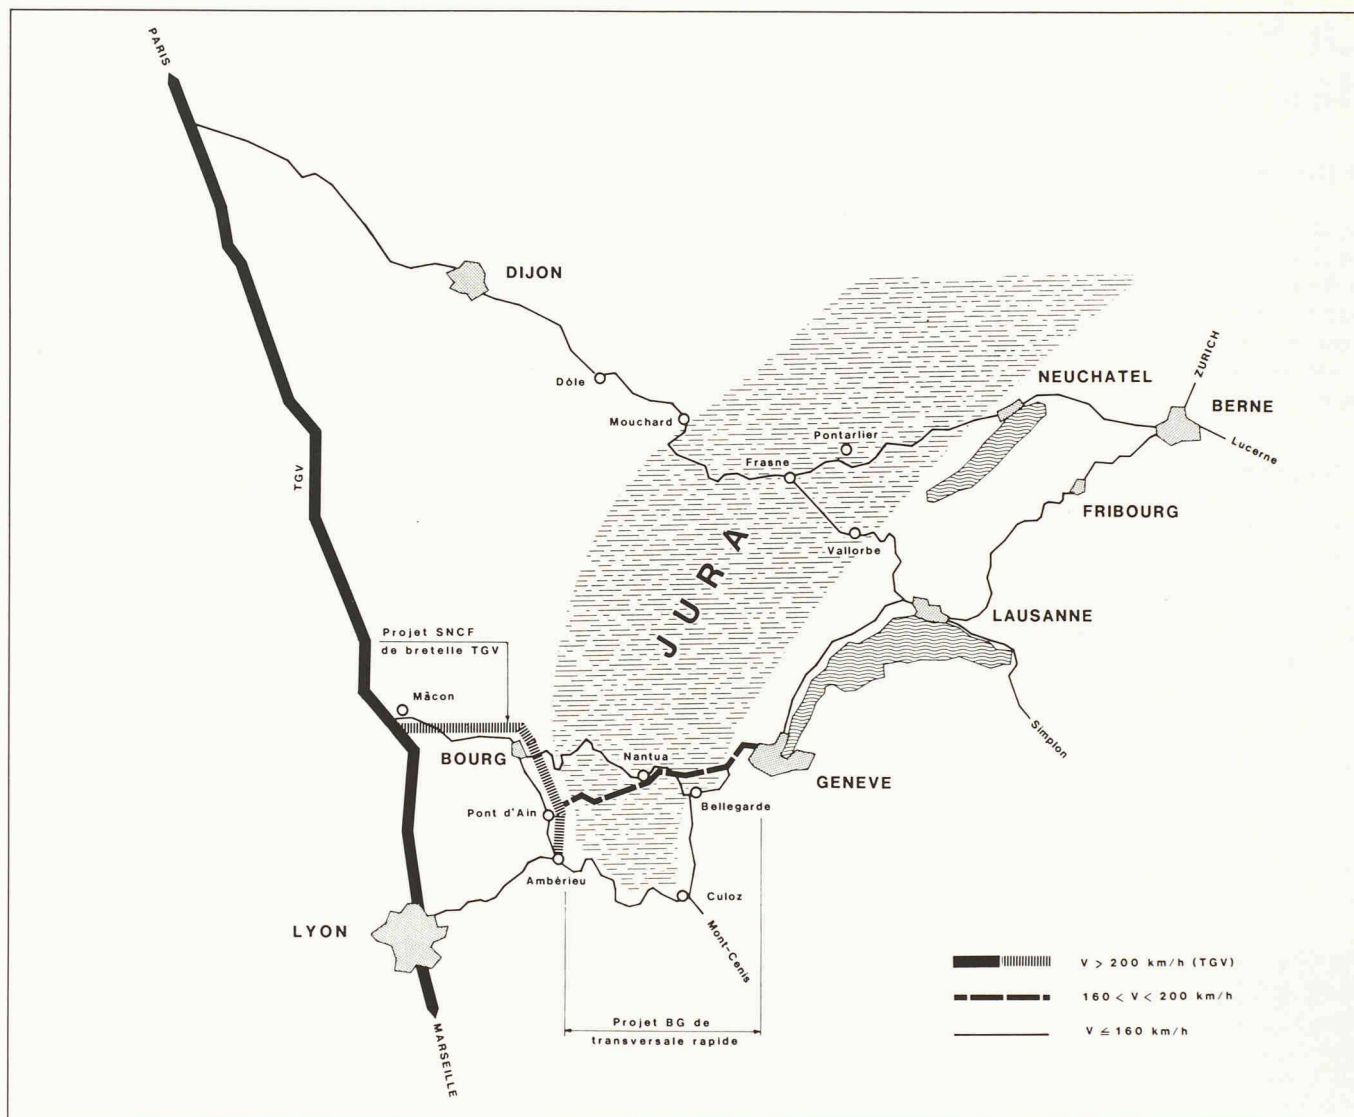 PARIS
DIJON
Dôle
Mouchard
Pontarlier
Frasne
NEUCHATEL
ZURICH
BERNE
Lucerne
FRIBOURG
Vallorbe
LAUSANNE
Simplon
TGV
JURA
Projet SNCF
de bretelle TGV
Mâcon
BOURG
Nantua
GENEVE
Pont d'Ain
Bellegarde
Ambérieu
Culoz
LYON
Mont-Cenis
MARSEILLE
Projet BG de
transversale rapide
V > 200 km/h (TGV)
160 < V < 200 km/h
V ≤ 160 km/h